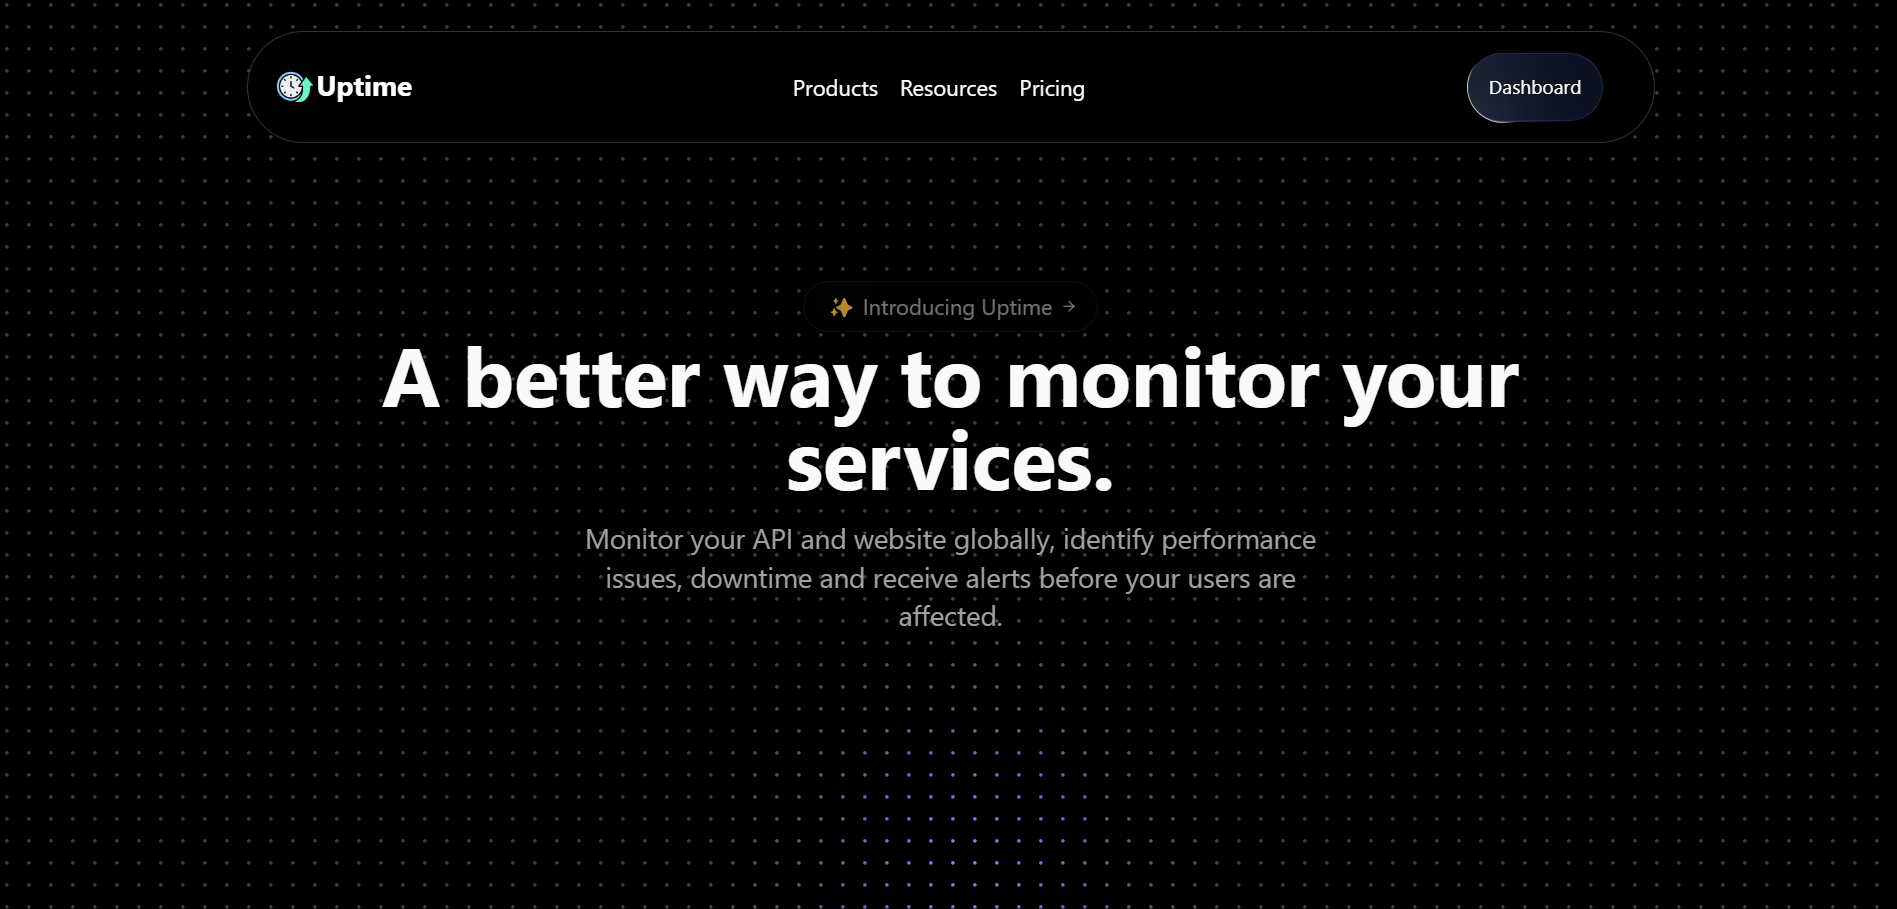 Uptime
Products Resources Pricing
Dashboard
✨ Introducing Uptime →
A better way to monitor your
services.
Monitor your API and website globally, identify performance
issues, downtime and receive alerts before your users are
affected.